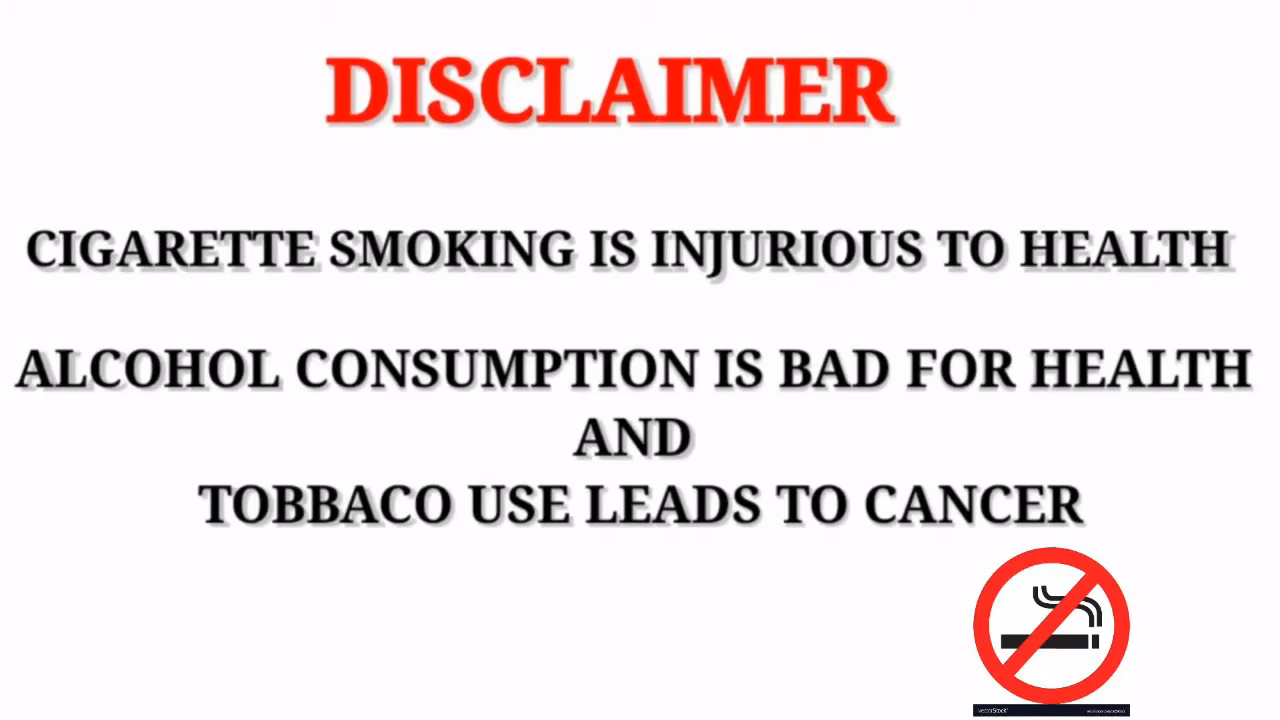 DISCLAIMER
CIGARETTE SMOKING IS INJURIOUS TO HEALTH
ALCOHOL CONSUMPTION IS BAD FOR HEALTH
AND
TOBBACO USE LEADS TO CANCER
VectorStock